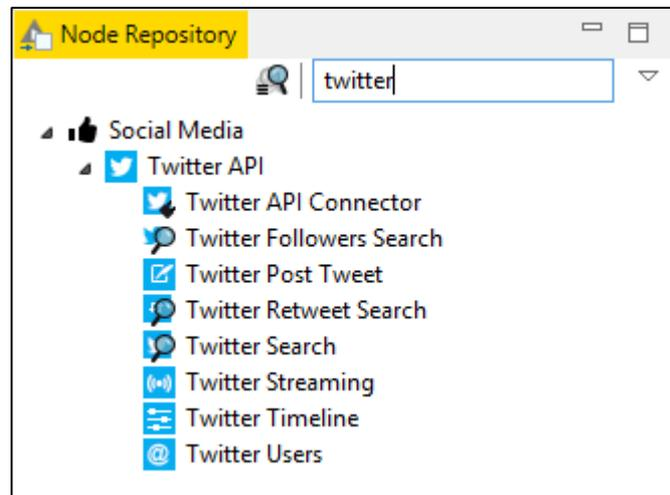 Node Repository
twitter
Social Media
Twitter API
Twitter API Connector
Twitter Followers Search
Twitter Post Tweet
Twitter Retweet Search
Twitter Search
Twitter Streaming
Twitter Timeline
Twitter Users